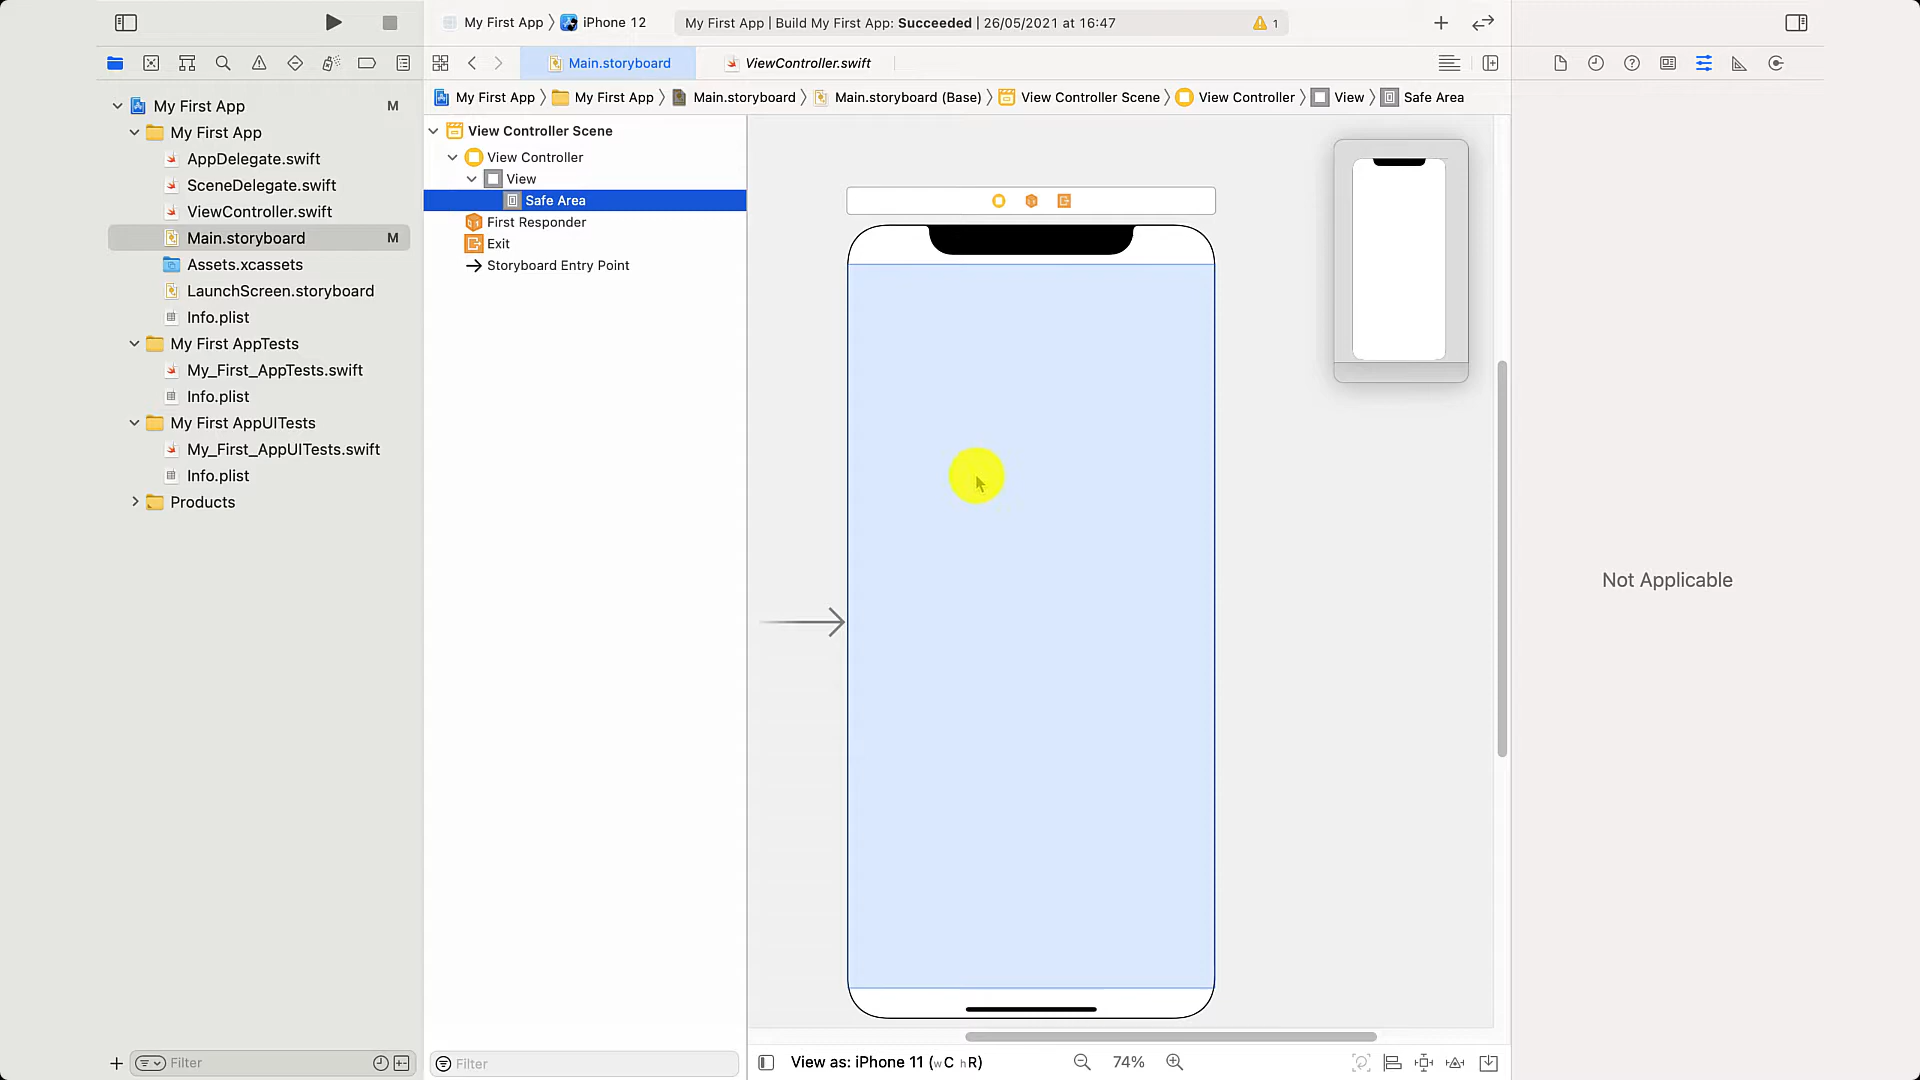 My First App 〉 iPhone 12
My First App | Build My First App: Succeeded | 26/05/2021 at 16:47
1
Main.storyboard
ViewController.swift
My First App 〉 My First App 〉 Main.storyboard 〉 Main.storyboard (Base) 〉 View Controller Scene 〉 View Controller 〉 View 〉 Safe Area
My First App M
My First App
AppDelegate.swift
SceneDelegate.swift
ViewController.swift
Main.storyboard M
Assets.xcassets
LaunchScreen.storyboard
Info.plist
My First AppTests
My_First_AppTests.swift
Info.plist
My First AppUITests
My_First_AppUITests.swift
Info.plist
Products
View Controller Scene
View Controller
View
Safe Area
First Responder
Exit
Storyboard Entry Point
Not Applicable
Filter
Filter
View as: iPhone 11 (wC hR)
74%